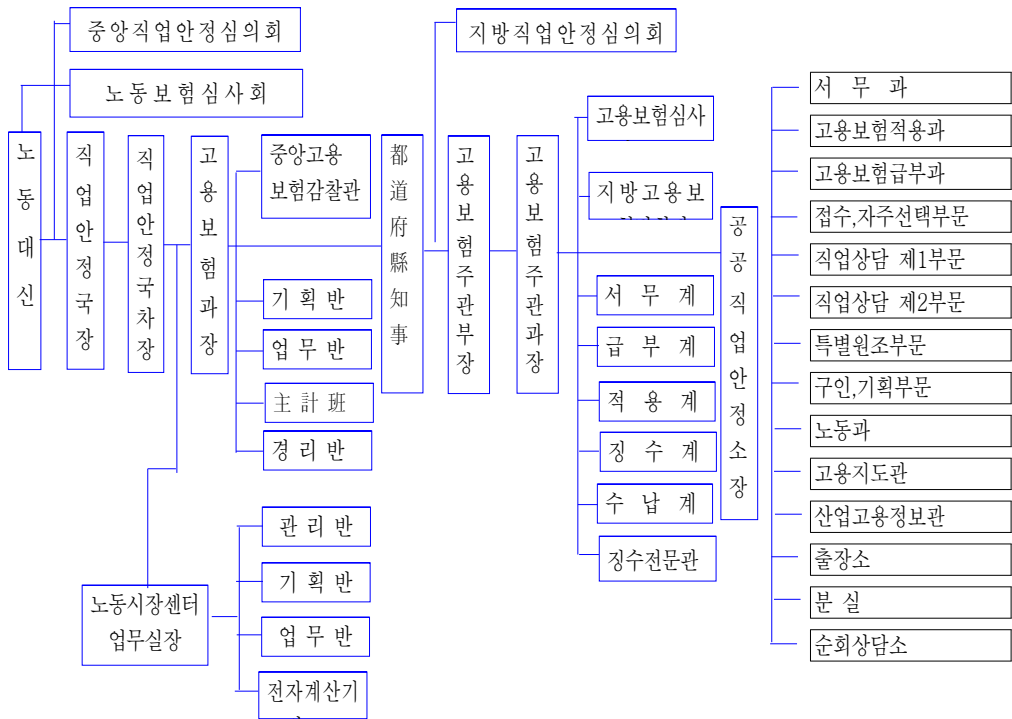 중앙직업안정심의회
노동보험심사회
노동대신
직업안정국장
직업안정국차장
고용보험과장
중앙고용
보험감찰관
기획반
업무반
主計班
경리반
노동시장센터
업무실장
관리반
기획반
업무반
전자계산기
都道府縣知事
지방직업안정심의회
고용보험주관부장
고용보험주관과장
고용보험심사
지방고용보
서무계
급부계
적용계
징수계
수납계
징수전문관
공공직업안정소장
서 무 과
고용보험적용과
고용보험급부과
접수,자주선택부문
직업상담 제1부문
직업상담 제2부문
특별원조부문
구인,기획부문
노동과
고용지도관
산업고용정보관
출장소
분 실
순회상담소